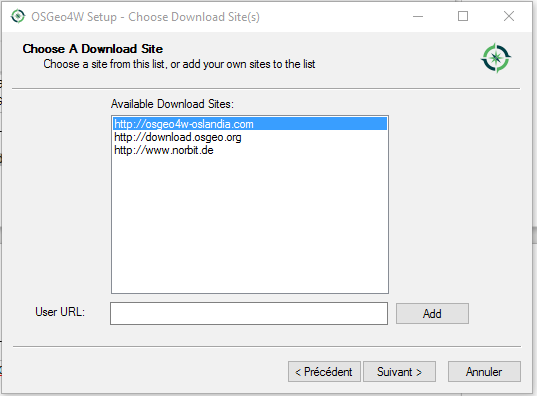 OSGeo4W Setup - Choose Download Site(s)
Choose A Download Site
Choose a site from this list, or add your own sites to the list
Available Download Sites:
http://osgeo4w-oslandia.com
http://download.osgeo.org
http://www.norbit.de
User URL:
Add
< Précédent
Suivant >
Annuler